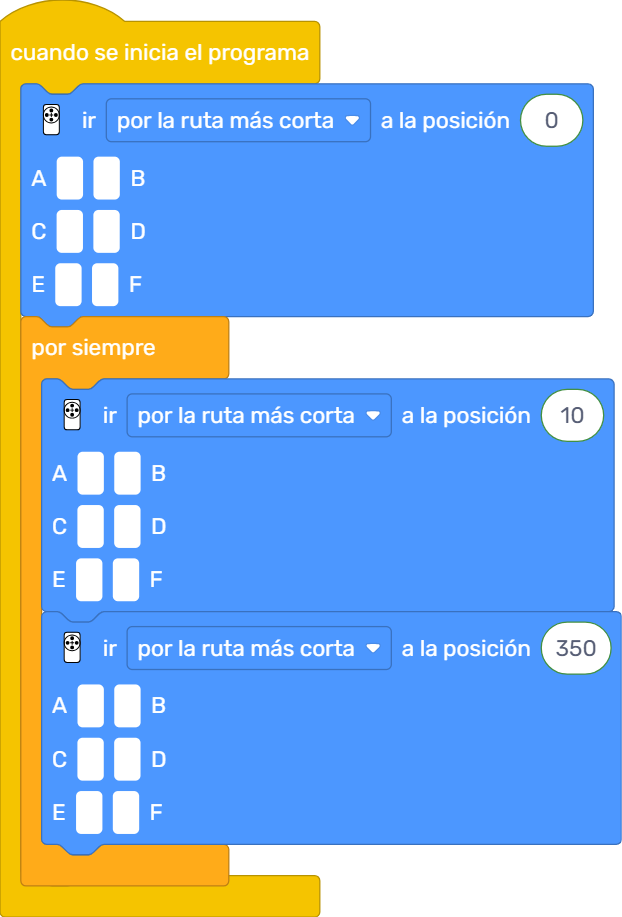 cuando se inicia el programa
ir por la ruta más corta a la posición 0
A B
C D
E F
por siempre
ir por la ruta más corta a la posición 10
A B
C D
E F
ir por la ruta más corta a la posición 350
A B
C D
E F